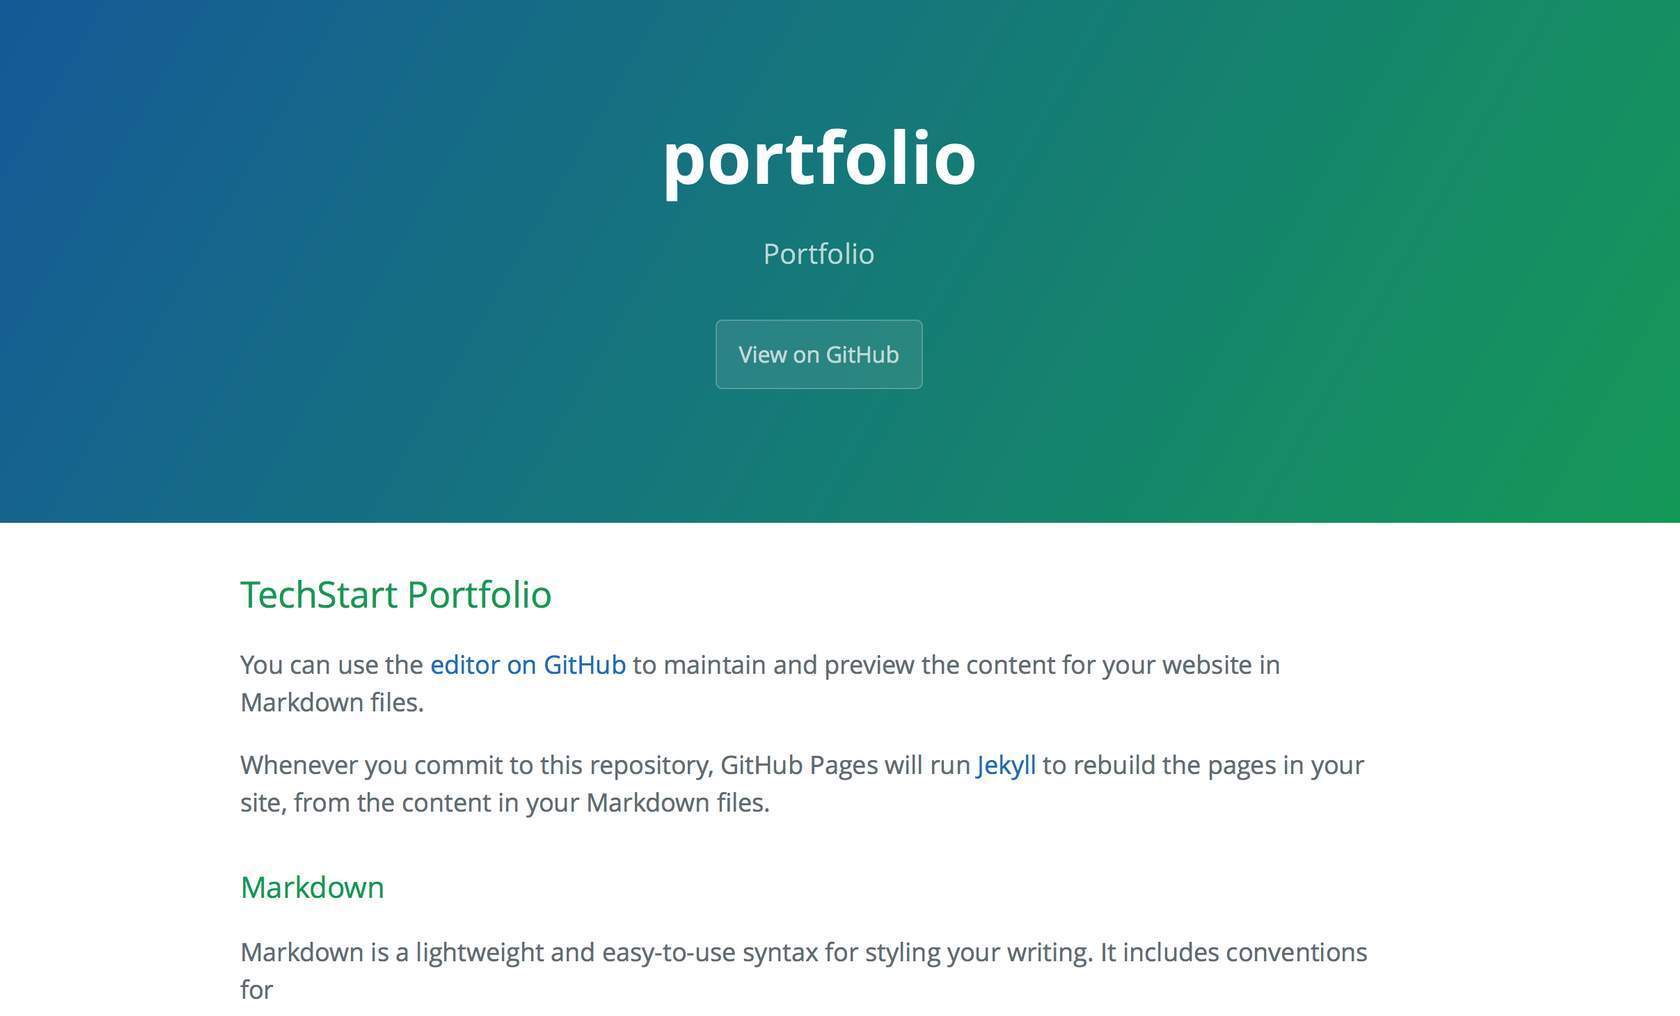 portfolio
Portfolio
View on GitHub
TechStart Portfolio
You can use the editor on GitHub to maintain and preview the content for your website in
Markdown files.
Whenever you commit to this repository, GitHub Pages will run Jekyll to rebuild the pages in your
site, from the content in your Markdown files.
Markdown
Markdown is a lightweight and easy-to-use syntax for styling your writing. It includes conventions
for